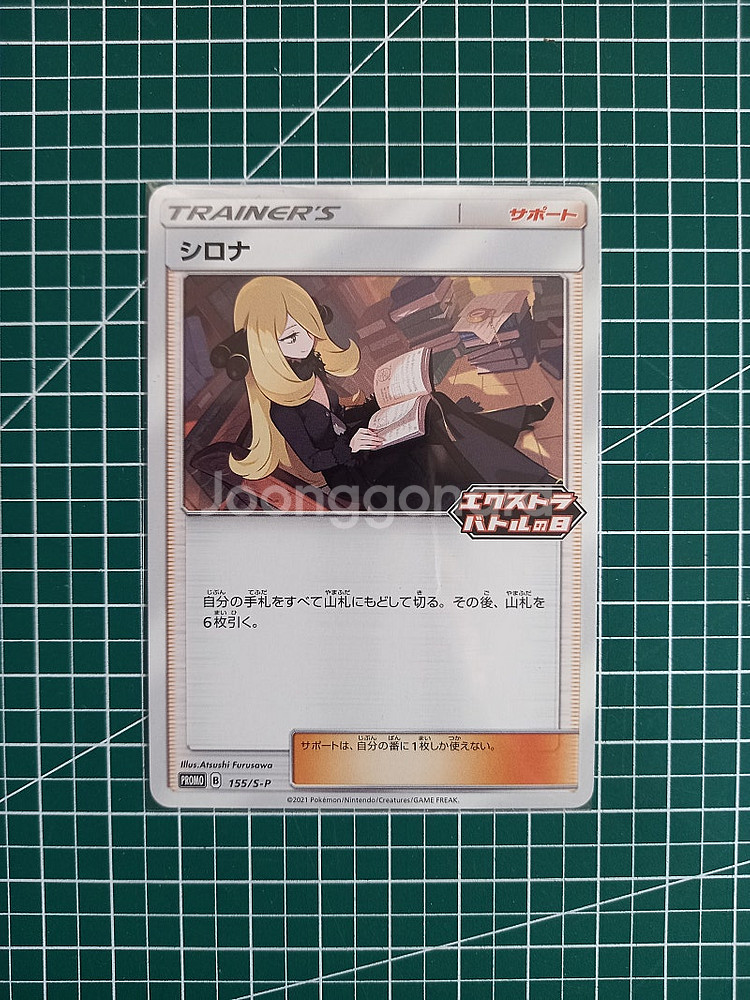 TRAINER'S
サポート
シロナ
Joonggonara
エクストラ
バトルの日
自分の手札をすべて山札にもどして切る。その後、山札を
6枚引く。
サポートは、自分の番に1枚しか使えない。
Illus.Atsushi Furusawa
PROMO B 155/S-P
©2021 Pokémon/Nintendo/Creatures/GAME FREAK.